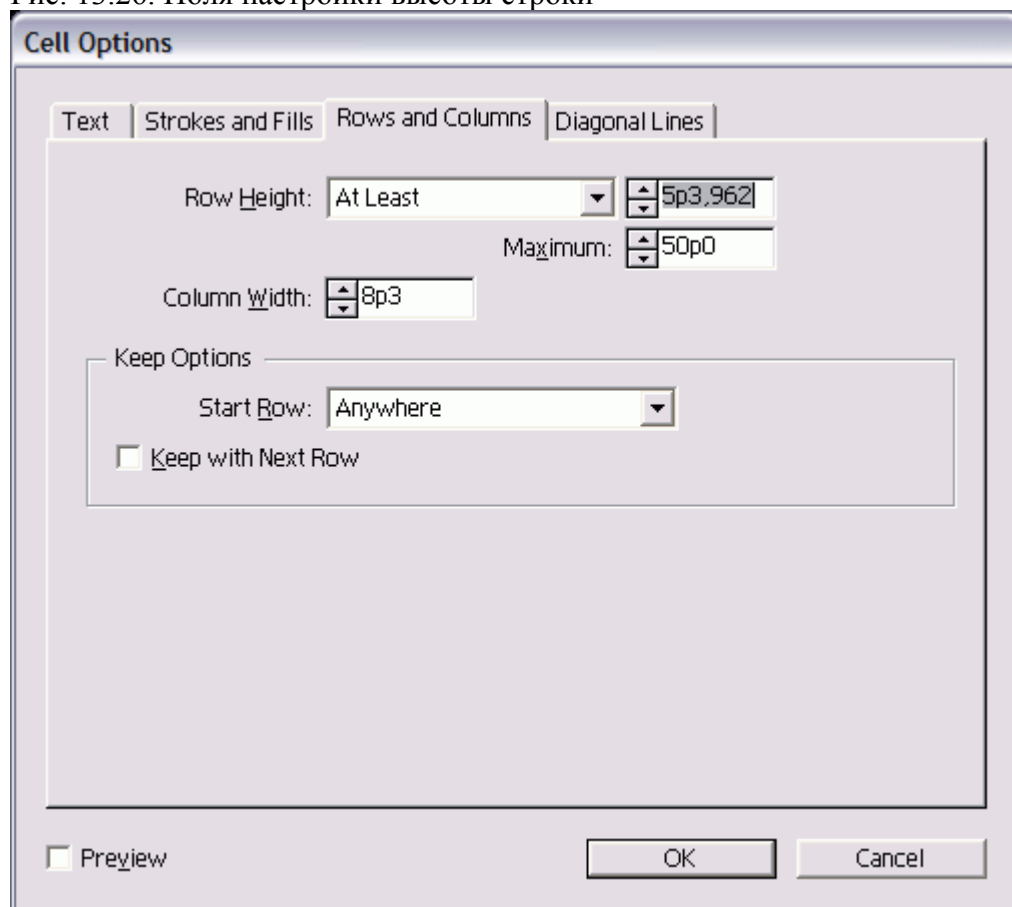 Рис. 13.20. Поля настройки высоты строки
Cell Options
Text Strokes and Fills Rows and Columns Diagonal Lines
Row Height: At Least 5p3,962
Maximum: 50p0
Column Width: 8p3
Keep Options
Start Row: Anywhere
Keep with Next Row
Preview OK Cancel